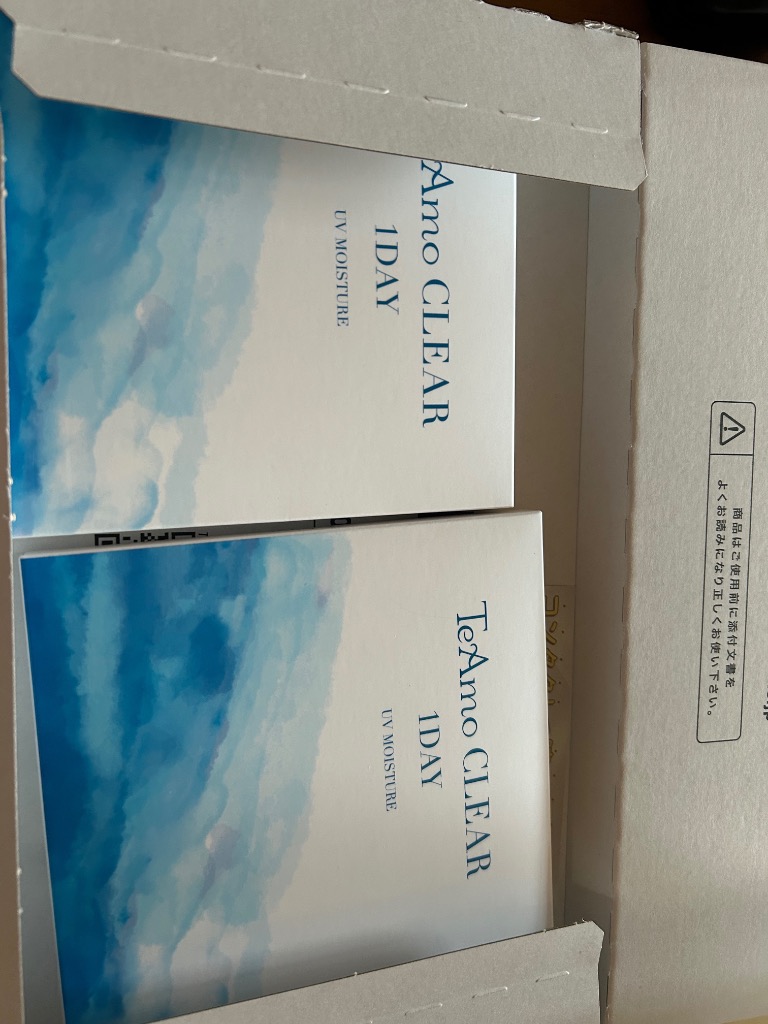 Amo CLEAR
1DAY
UV MOISTURE
TeAmo CLEAR
1DAY
UV MOISTURE
商品はご使用前に添付文書を
よくお読みになり正しくお使い下さい。